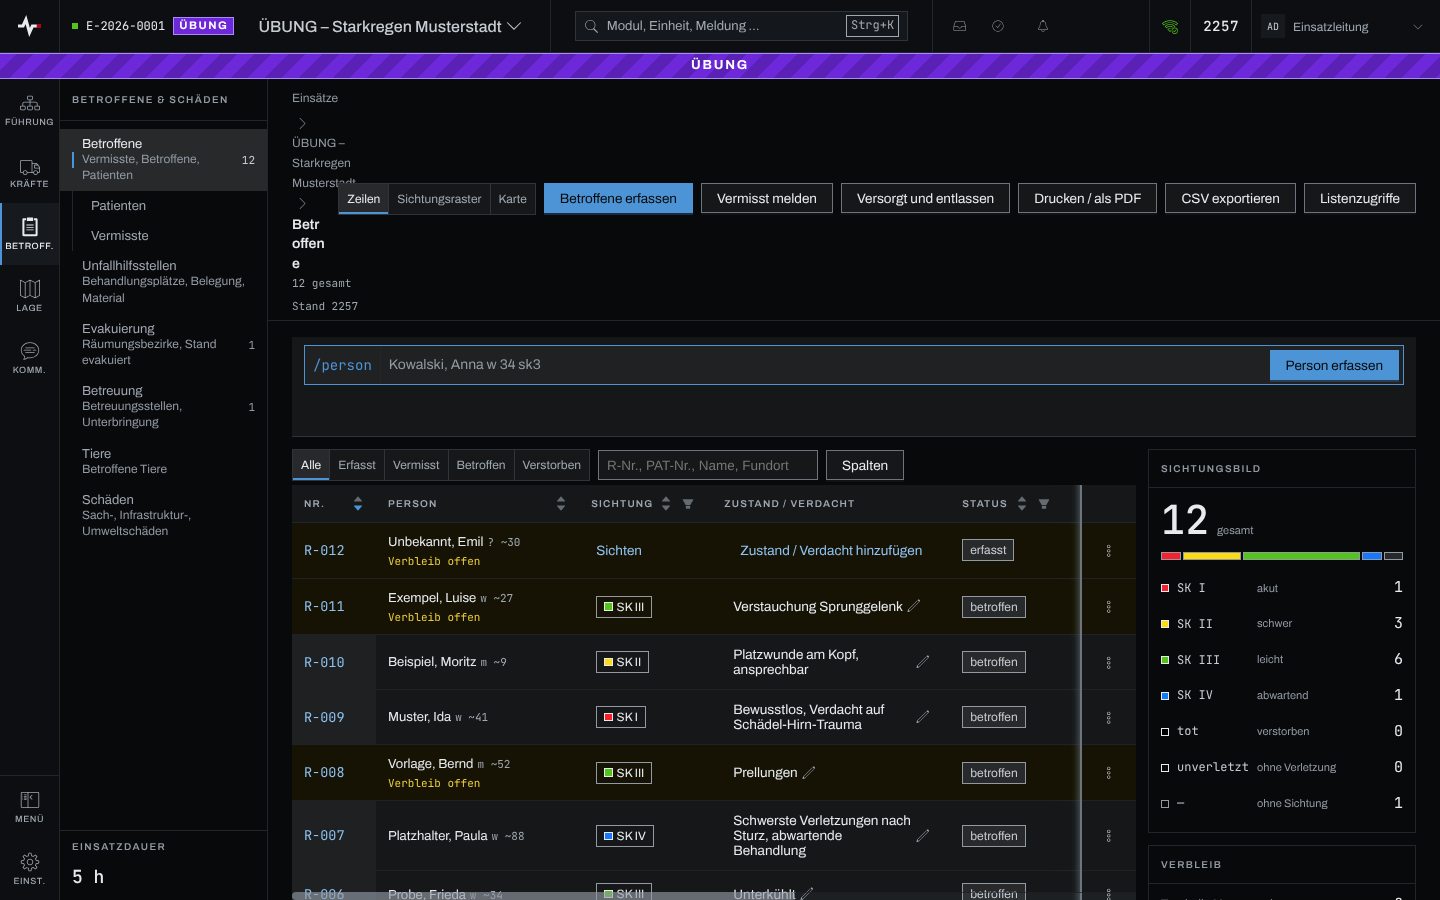 E-2026-0001 ÜBUNG ÜBUNG – Starkregen Musterstadt
Modul, Einheit, Meldung ... Strg+K
2257
AD Einsatzleitung
ÜBUNG
FÜHRUNG
KRÄFTE
BETROFF.
LAGE
KOMM.
MENÜ
EINST.
BETROFFENE & SCHÄDEN
Betroffene
Vermisste, Betroffene,
Patienten
12
Patienten
Vermisste
Unfallhilfsstellen
Behandlungsplätze, Belegung,
Material
Evakuierung
Räumungsbezirke, Stand
evakuiert
1
Betreuung
Betreuungsstellen,
Unterbringung
1
Tiere
Betroffene Tiere
Schäden
Sach-, Infrastruktur-,
Umweltschäden
EINSATZDAUER
5 h
Einsätze
ÜBUNG –
Starkregen
Musterstadt
Betr
offen
e
12 gesamt
Stand 2257
Zeilen Sichtungsraster Karte
Betroffene erfassen
Vermisst melden
Versorgt und entlassen
Drucken / als PDF
CSV exportieren
Listenzugriffe
/person Kowalski, Anna w 34 sk3
Person erfassen
Alle Erfasst Vermisst Betroffen Verstorben
R-Nr., PAT-Nr., Name, Fundort
Spalten
NR. PERSON SICHTUNG ZUSTAND / VERDACHT STATUS
R-012 Unbekannt, Emil ? ~30 Sichten Zustand / Verdacht hinzufügen erfasst
Verbleib offen
R-011 Exempel, Luise w ~27 SK III Verstauchung Sprunggelenk betroffen
Verbleib offen
R-010 Beispiel, Moritz m ~9 SK II Platzwunde am Kopf, betroffen
ansprechbar
R-009 Muster, Ida w ~41 SK I Bewusstlos, Verdacht auf betroffen
Schädel-Hirn-Trauma
R-008 Vorlage, Bernd m ~52 SK III Prellungen betroffen
Verbleib offen
R-007 Platzhalter, Paula w ~88 SK IV Schwerste Verletzungen nach betroffen
Sturz, abwartende
Behandlung
R-006 Probe, Frieda w ~34 SK III Unterkühlt betroffen
SICHTUNGSBILD
12 gesamt
SK I akut 1
SK II schwer 3
SK III leicht 6
SK IV abwartend 1
tot verstorben 0
unverletzt ohne Verletzung 0
— ohne Sichtung 1
VERBLEIB